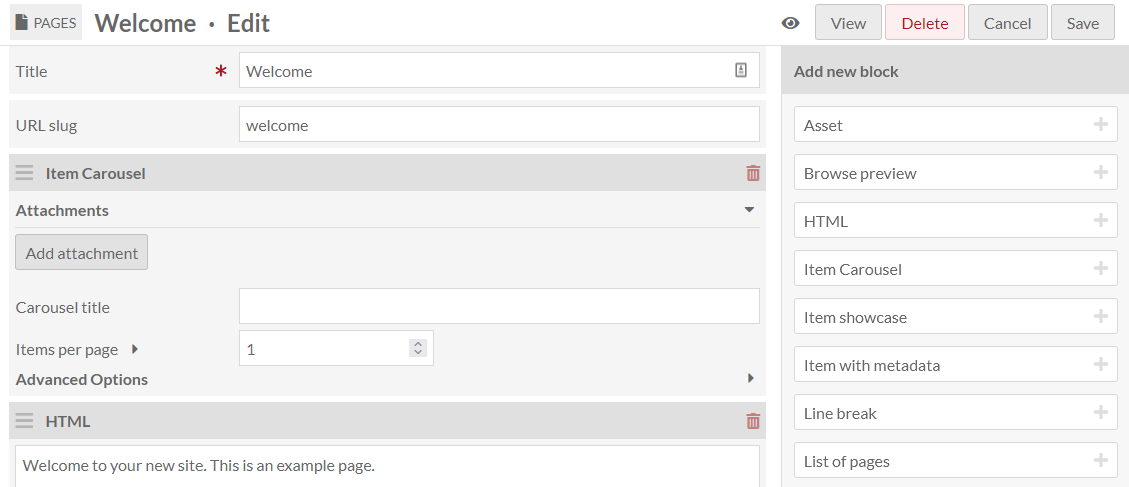 PAGES Welcome • Edit View Delete Cancel Save
Title * Welcome
URL slug welcome
Item Carousel
Attachments
Add attachment
Carousel title
Items per page 1
Advanced Options
HTML
Welcome to your new site. This is an example page.
Add new block
Asset
Browse preview
HTML
Item Carousel
Item showcase
Item with metadata
Line break
List of pages